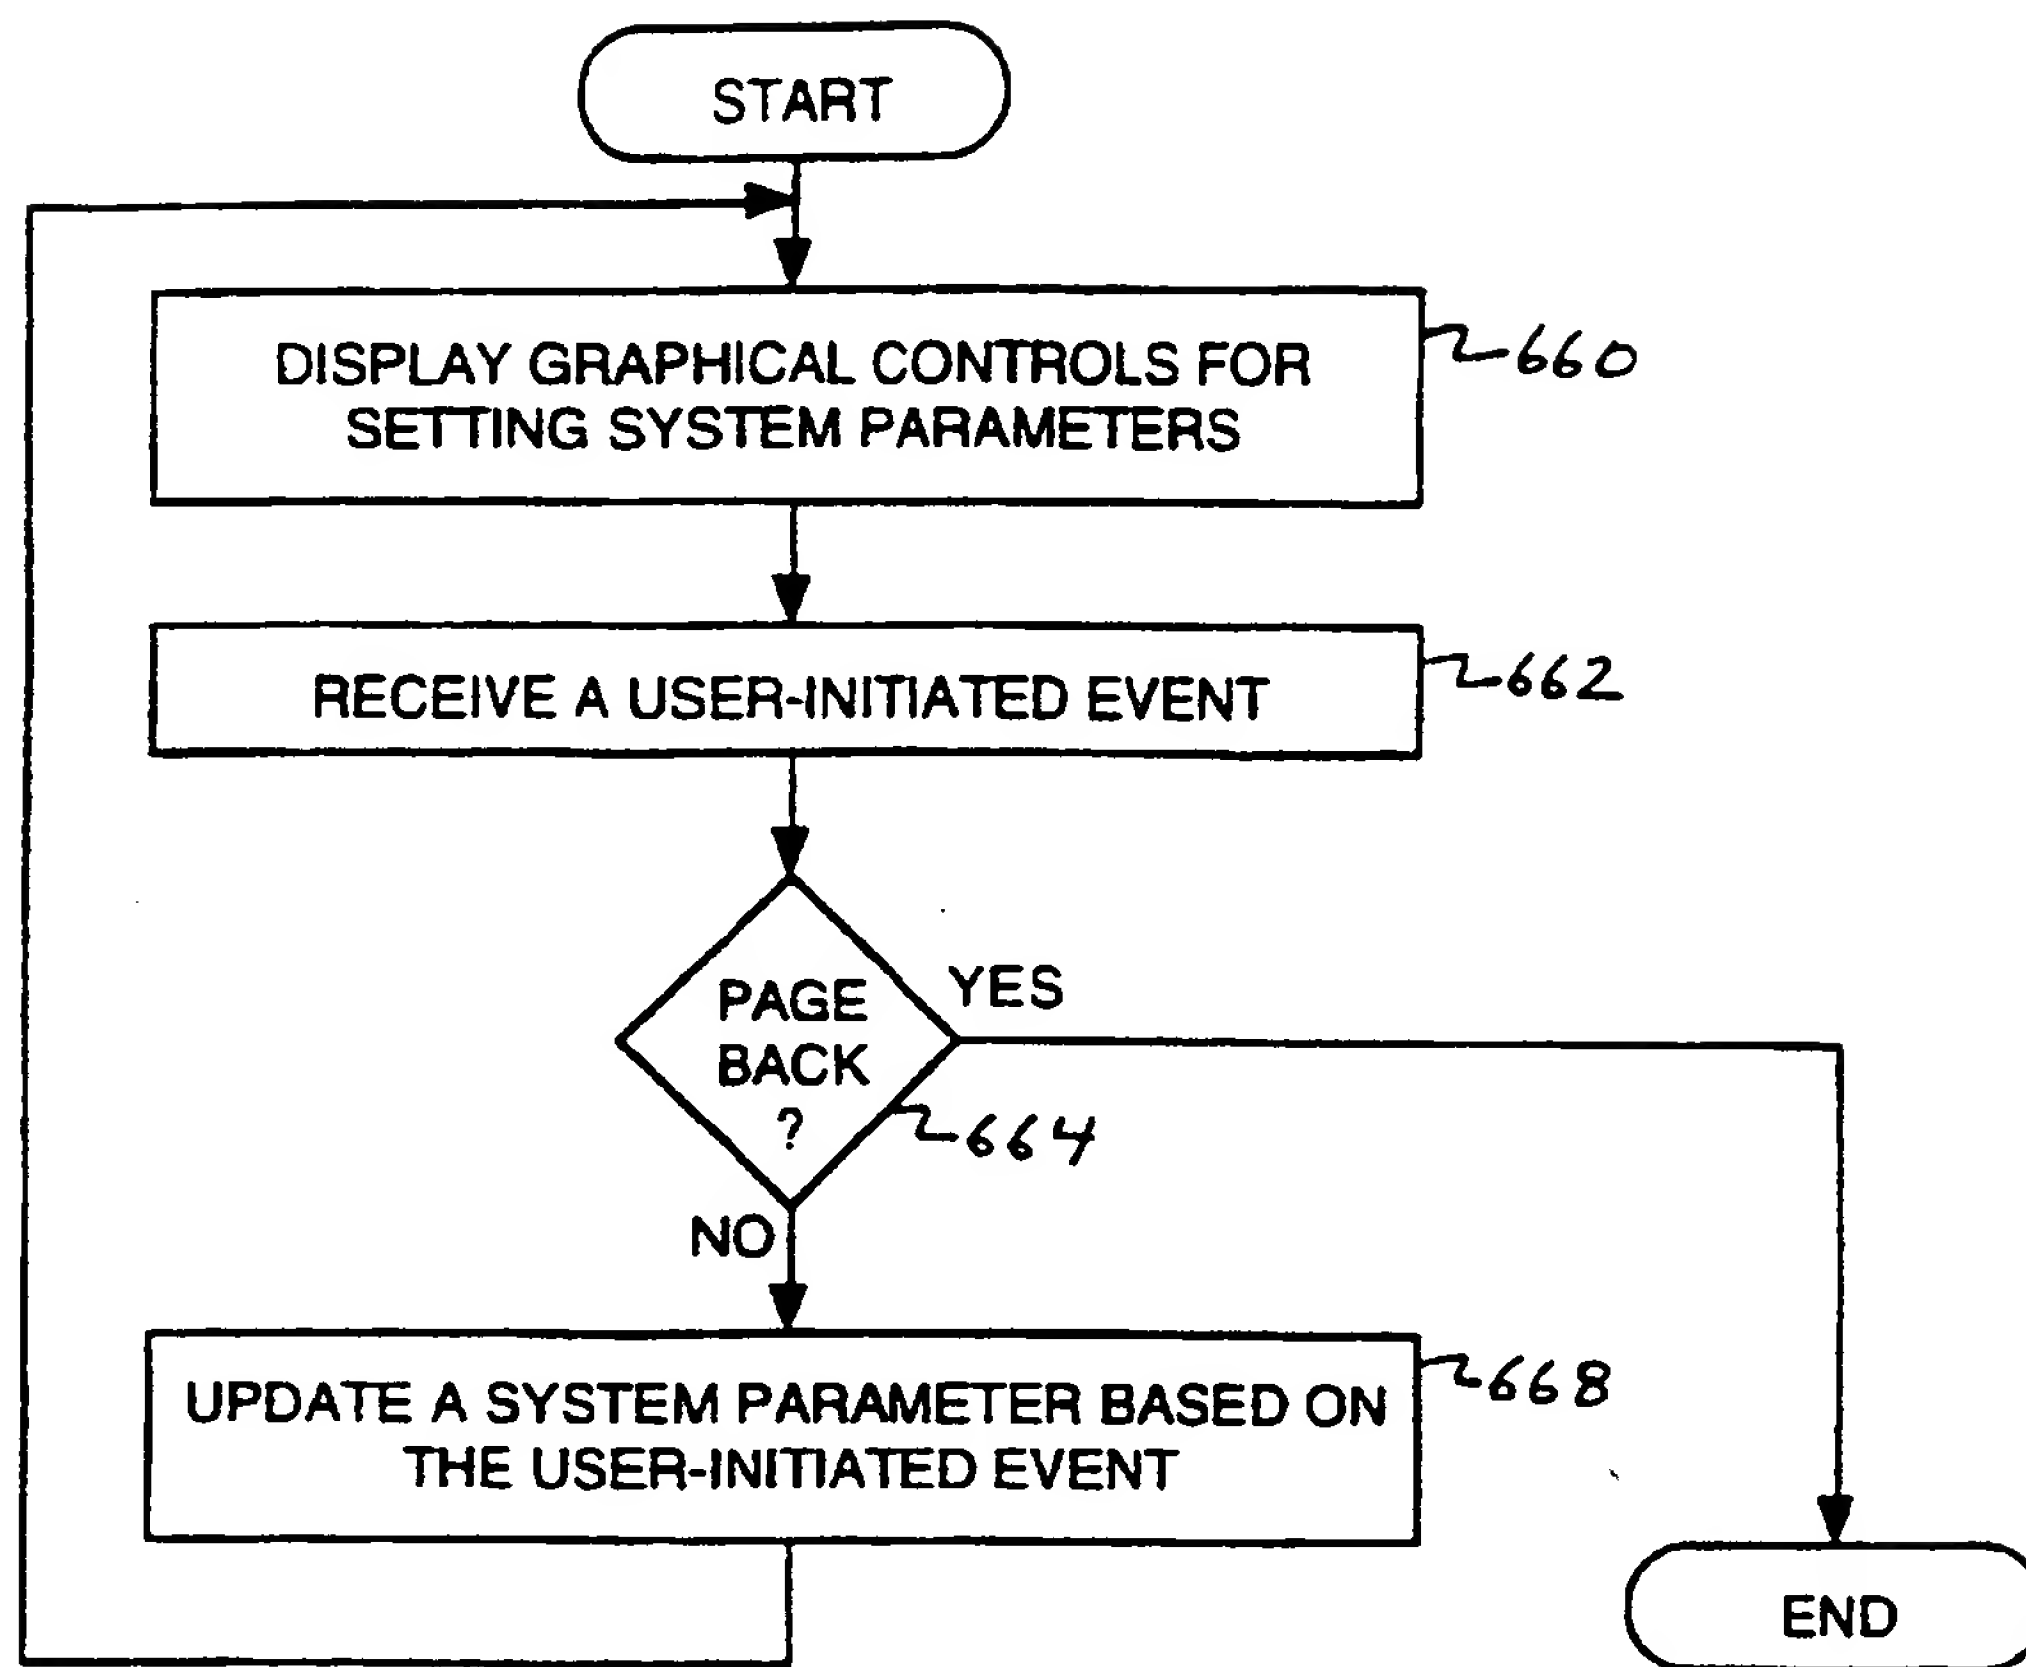 START
DISPLAY GRAPHICAL CONTROLS FOR
SETTING SYSTEM PARAMETERS
660
RECEIVE A USER-INITIATED EVENT
662
PAGE
BACK
?
YES
664
NO
UPDATE A SYSTEM PARAMETER BASED ON
THE USER-INITIATED EVENT
668
END